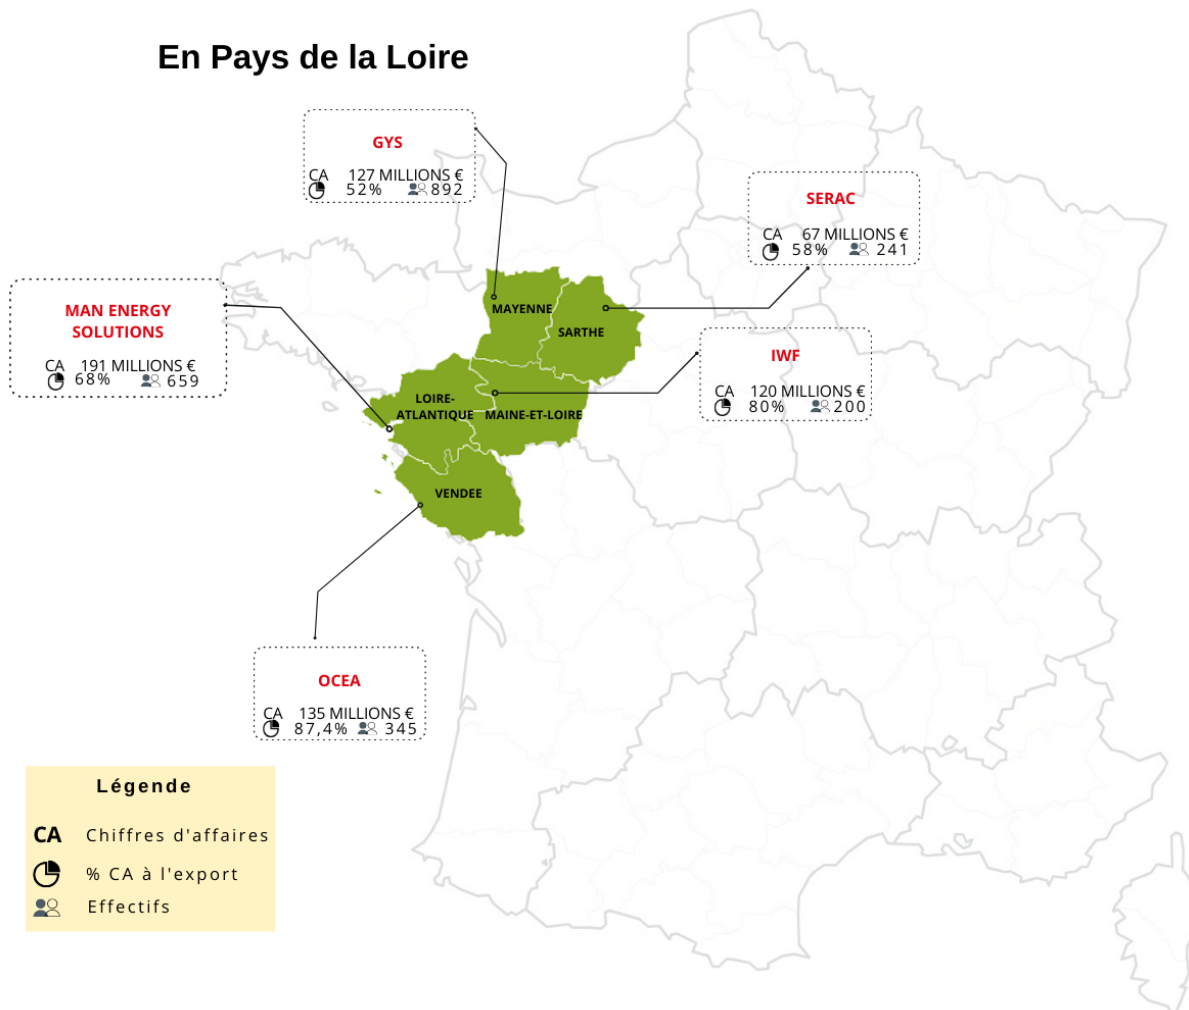 En Pays de la Loire
GYS
CA 127 MILLIONS €
52% 892
SERAC
CA 67 MILLIONS €
58% 241
MAN ENERGY
SOLUTIONS
CA 191 MILLIONS €
68% 659
MAYENNE
SARTHE
IWF
CA 120 MILLIONS €
80% 200
LOIRE-
ATLANTIQUE
MAINE-ET-LOIRE
VENDEE
OCEA
CA 135 MILLIONS €
87,4% 345
Légende
CA Chiffres d'affaires
% CA à l'export
Effectifs